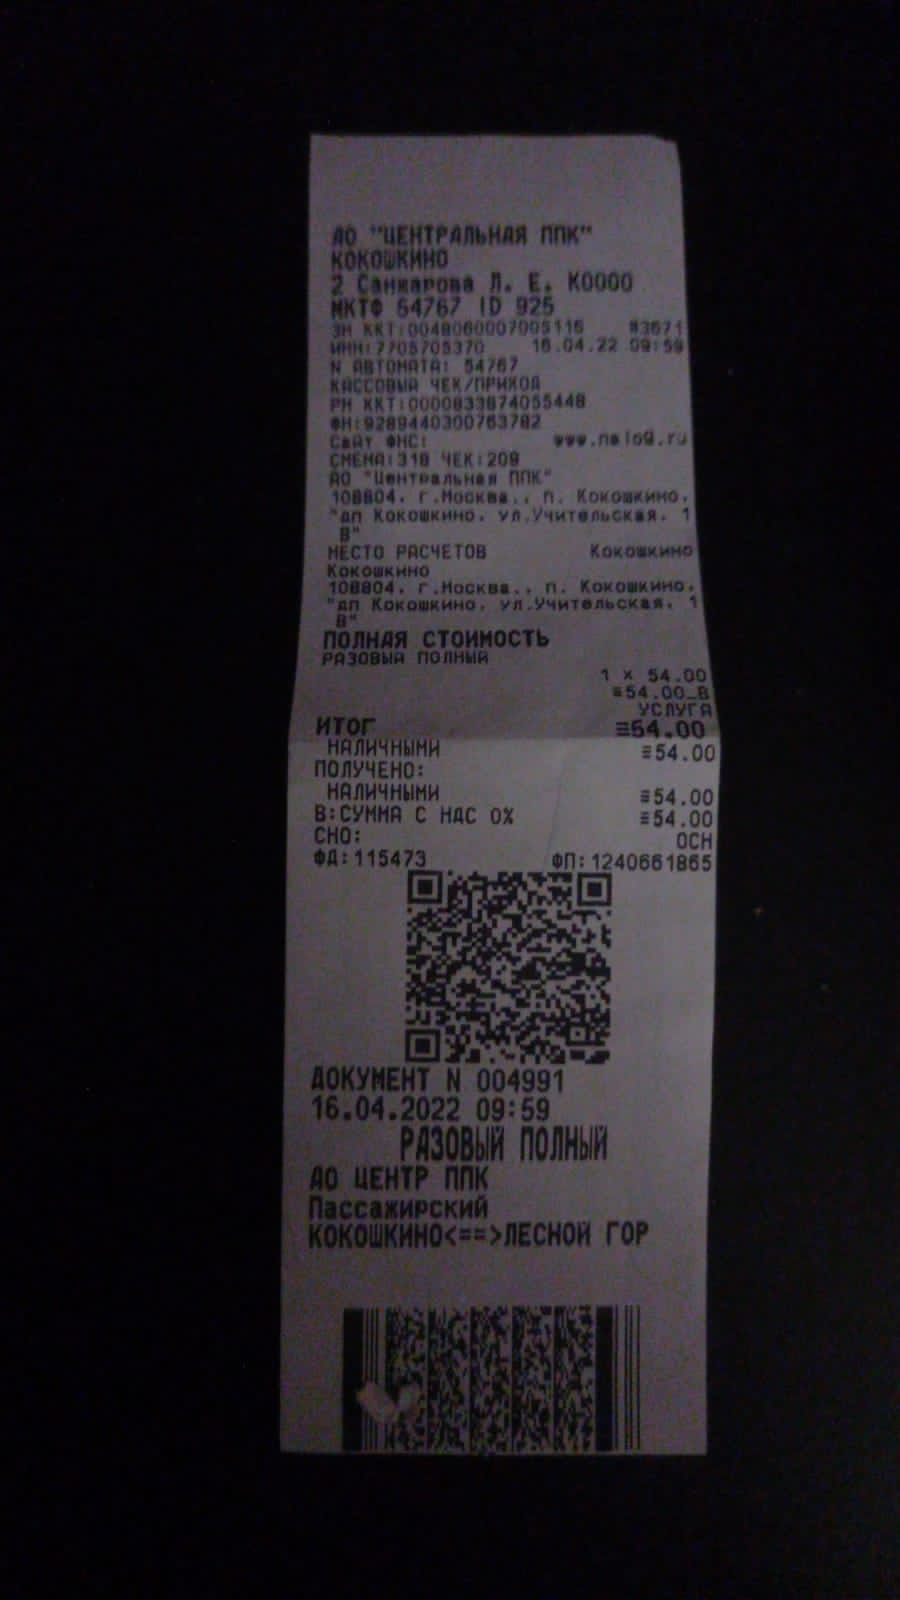 АО "ЦЕНТРАЛЬНАЯ ППК"
КОКОШКИНО
2 Санжарова Л. Е. К0000
МКТФ 54767 ID 925
ЗН ККТ:0048060007005116 #3671
ИНН:7705705370 16.04.22 09:59
N АВТОМАТА: 54767
КАССОВЫЙ ЧЕК/ПРИХОД
РН ККТ:0000833874055448
ФН:9289440300763782
Сайт ФНС: www.nalog.ru
СМЕНА:318 ЧЕК:209
АО "Центральная ППК"
108804, г.Москва,, п. Кокошкино,
"дп Кокошкино, ул.Учительская, 1
В"
МЕСТО РАСЧЕТОВ Кокошкино
Кокошкино
108804, г.Москва,, п. Кокошкино,
"дп Кокошкино, ул.Учительская, 1
В"
ПОЛНАЯ СТОИМОСТЬ
РАЗОВЫЙ ПОЛНЫЙ
1 x 54.00
≡54.00_В
УСЛУГА
ИТОГ ≡54.00
НАЛИЧНЫМИ ≡54.00
ПОЛУЧЕНО:
НАЛИЧНЫМИ ≡54.00
В:СУММА С НДС 0% ≡54.00
СНО: ОСН
ФД:115473 ФП:1240661865
ДОКУМЕНТ N 004991
16.04.2022 09:59
РАЗОВЫЙ ПОЛНЫЙ
АО ЦЕНТР ППК
Пассажирский
КОКОШКИНО<==>ЛЕСНОЙ ГОР